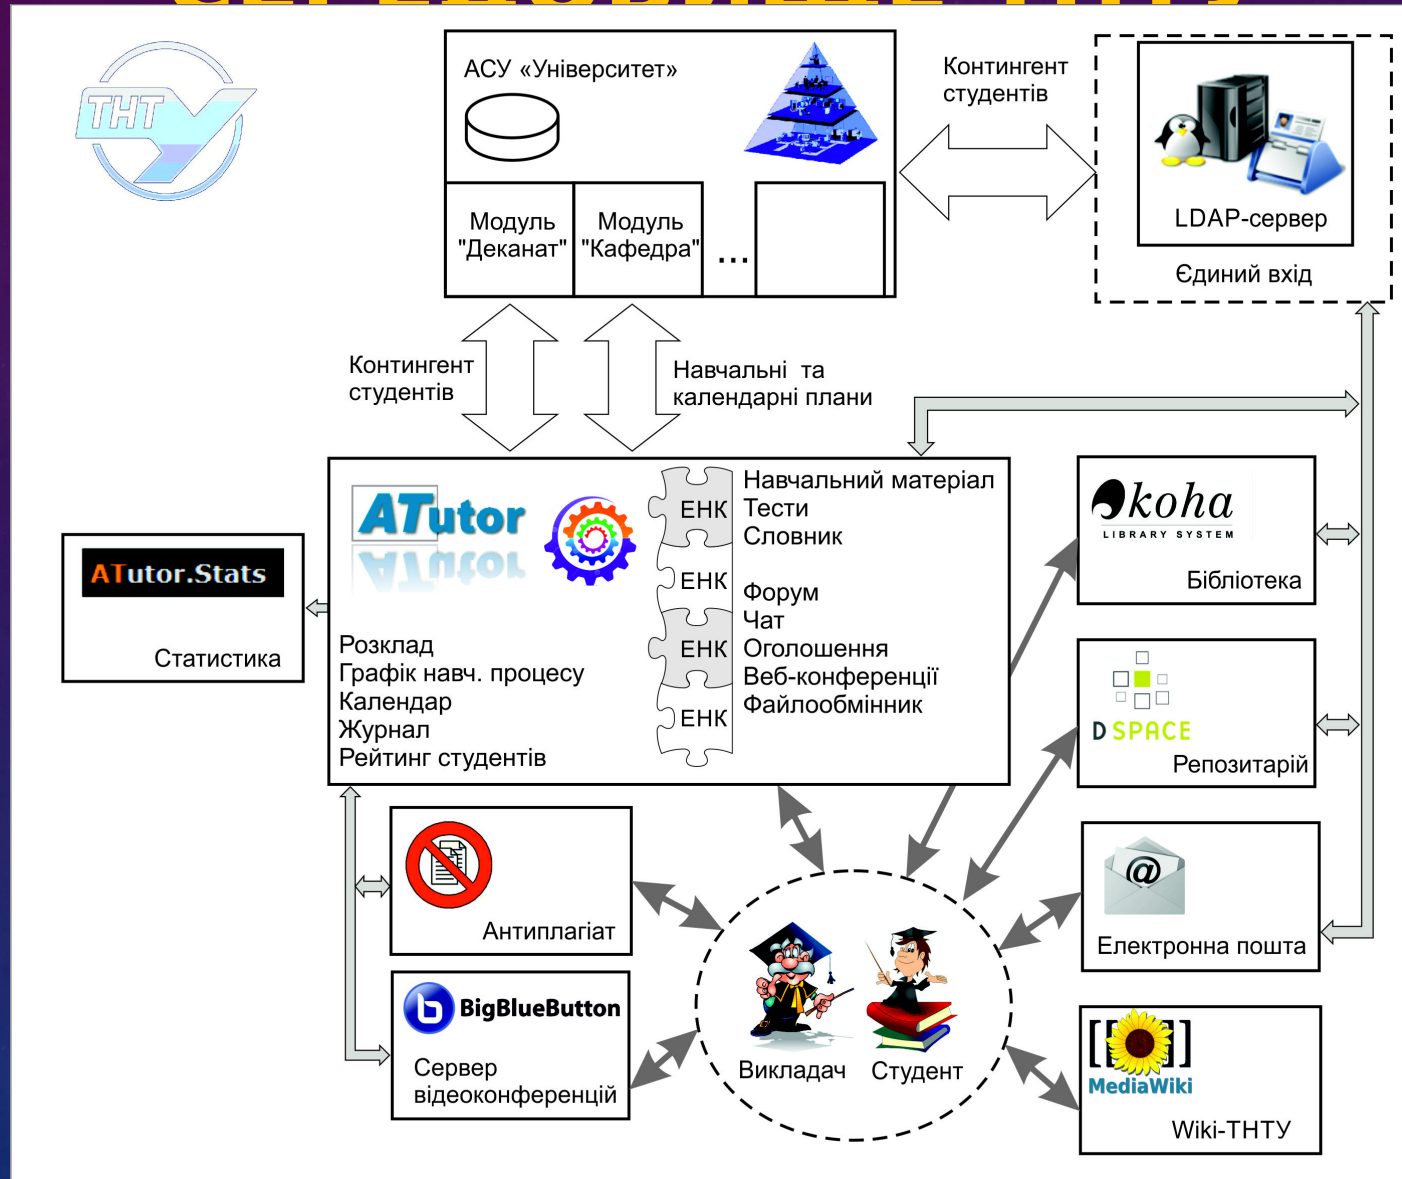 СЕРЕДОВИЩЕ ТНТУ
ТНТУ
АСУ «Університет»
Модуль
"Деканат"
Модуль
"Кафедра"
...
Контингент
студентів
LDAP-сервер
Єдиний вхід
Контингент
студентів
Навчальні та
календарні плани
ATutor
Розклад
Графік навч. процесу
Календар
Журнал
Рейтинг студентів
ЕНК
ЕНК
ЕНК
ЕНК
Навчальний матеріал
Тести
Словник
Форум
Чат
Оголошення
Веб-конференції
Файлообмінник
ATutor.Stats
Статистика
koha
LIBRARY SYSTEM
Бібліотека
DSPACE
Репозитарій
Антиплагіат
@
Електронна пошта
b BigBlueButton
Сервер
відеоконференцій
Викладач
Студент
[[ ]]
MediaWiki
Wiki-ТНТУ